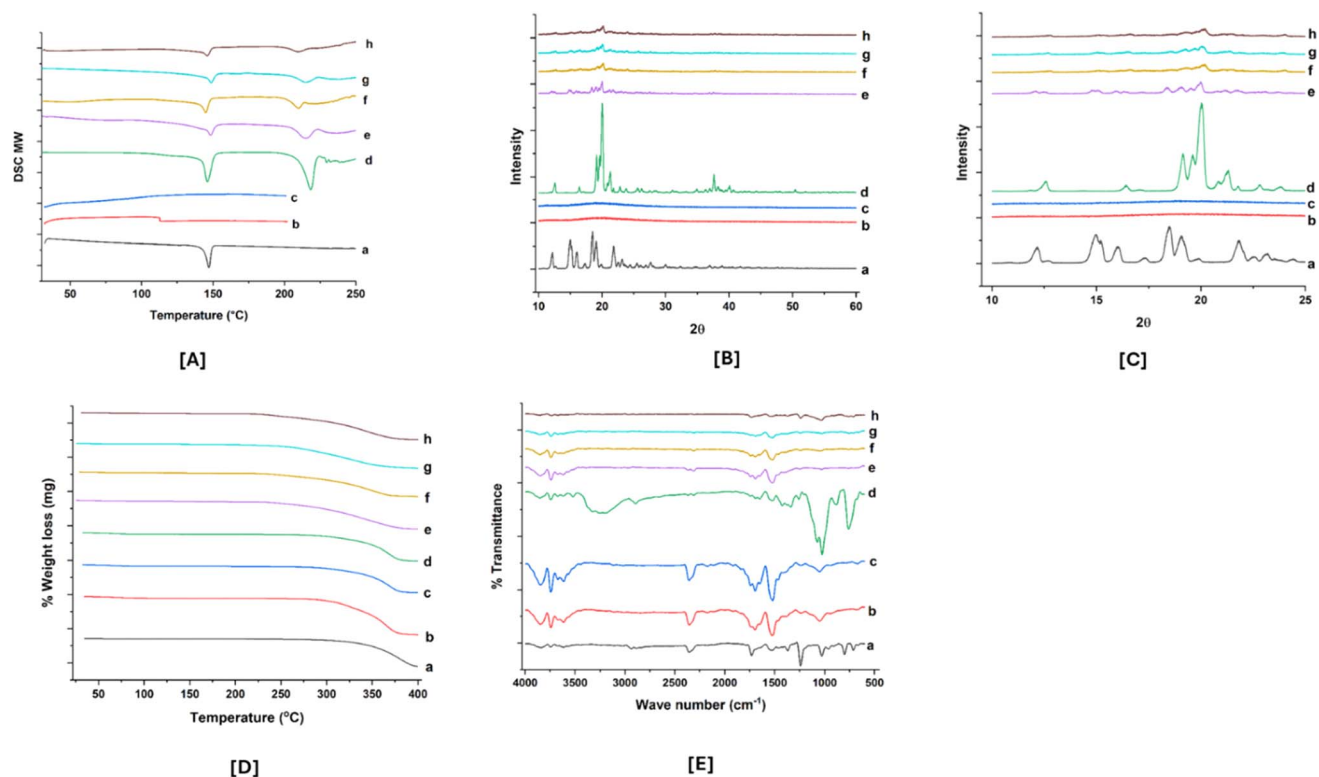 DSC MW
h
g
f
e
d
c
b
a
50 100 150 200 250
Temperature (°C)
[A]
Intensity
h
g
f
e
d
c
b
a
10 20 30 40 50 60
2θ
[B]
Intensity
h
g
f
e
d
c
b
a
10 15 20 25
2θ
[C]
% Weight loss (mg)
h
g
f
e
d
c
b
a
50 100 150 200 250 300 350 400
Temperature (°C)
[D]
% Transmittance
h
g
f
e
d
c
b
a
4000 3500 3000 2500 2000 1500 1000 500
Wave number (cm⁻¹)
[E]